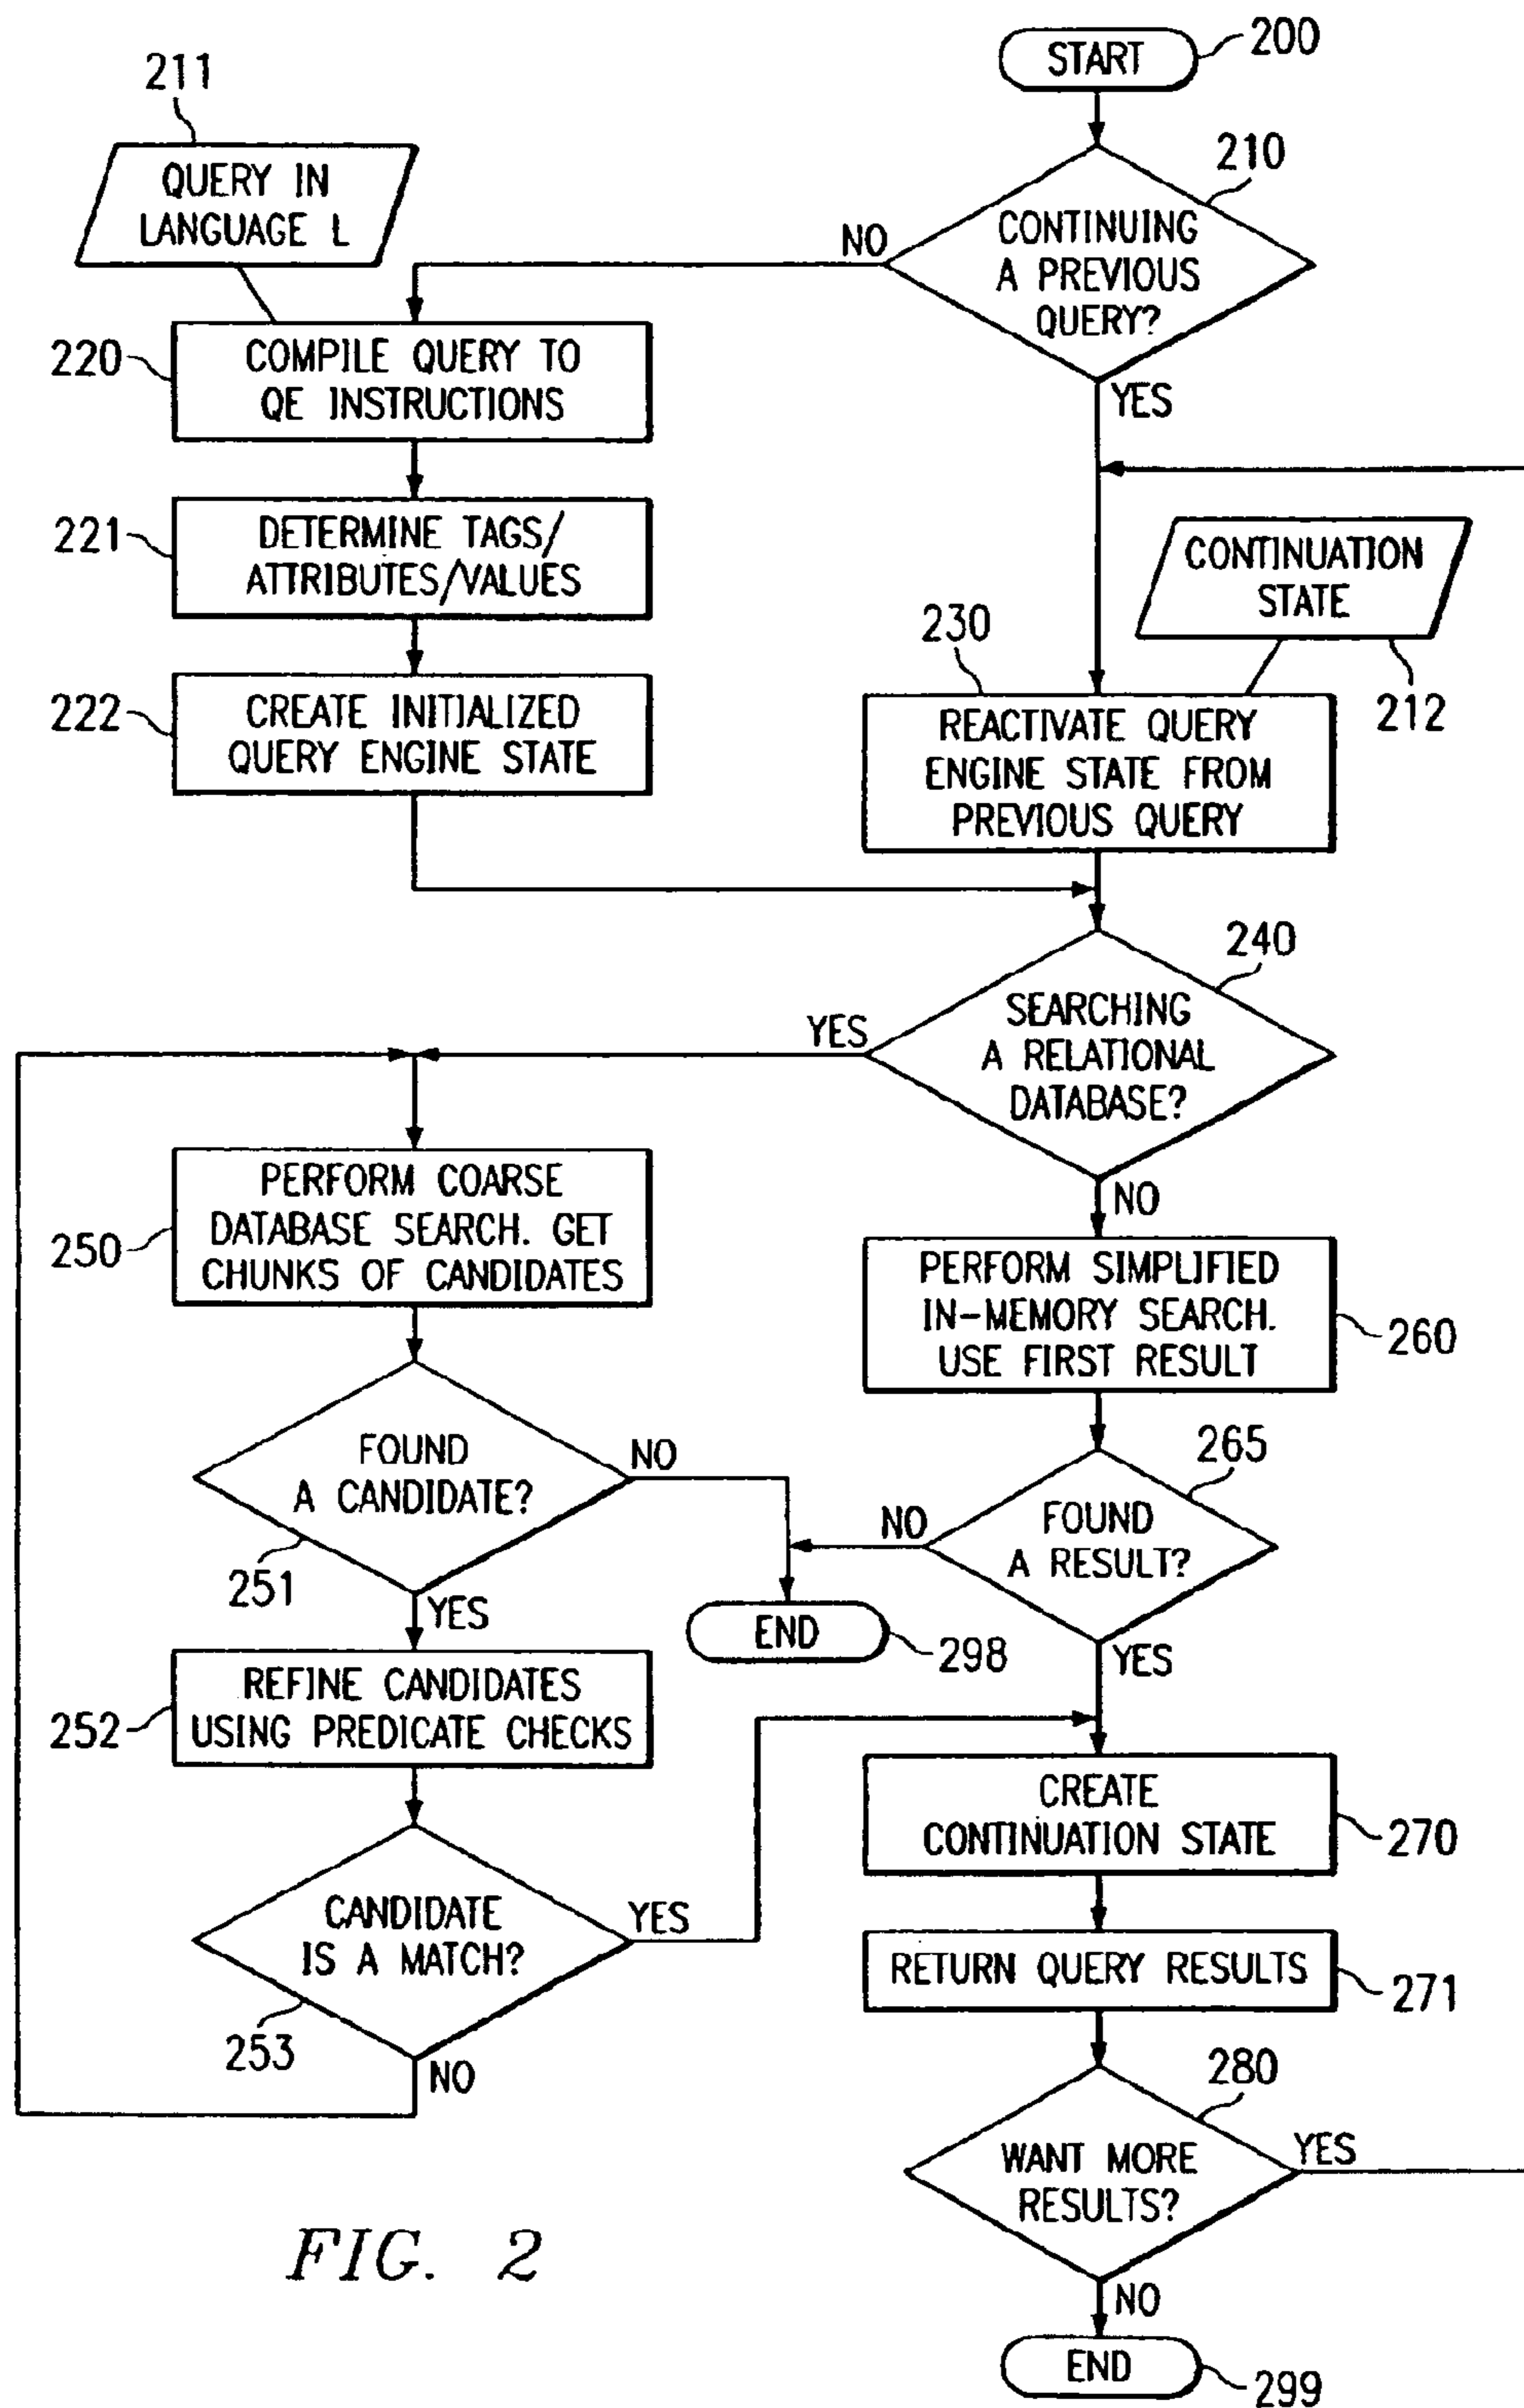 START
200
211
QUERY IN
LANGUAGE L
210
CONTINUING
A PREVIOUS
QUERY?
NO
YES
220
COMPILE QUERY TO
QE INSTRUCTIONS
221
DETERMINE TAGS/
ATTRIBUTES/VALUES
222
CREATE INITIALIZED
QUERY ENGINE STATE
CONTINUATION
STATE
212
230
REACTIVATE QUERY
ENGINE STATE FROM
PREVIOUS QUERY
240
SEARCHING
A RELATIONAL
DATABASE?
YES
NO
250
PERFORM COARSE
DATABASE SEARCH. GET
CHUNKS OF CANDIDATES
PERFORM SIMPLIFIED
IN-MEMORY SEARCH.
USE FIRST RESULT
260
FOUND
A CANDIDATE?
NO
251
YES
265
FOUND
A RESULT?
NO
YES
END
298
252
REFINE CANDIDATES
USING PREDICATE CHECKS
CREATE
CONTINUATION STATE
270
CANDIDATE
IS A MATCH?
YES
253
NO
RETURN QUERY RESULTS
271
280
WANT MORE
RESULTS?
YES
NO
END
299
FIG. 2